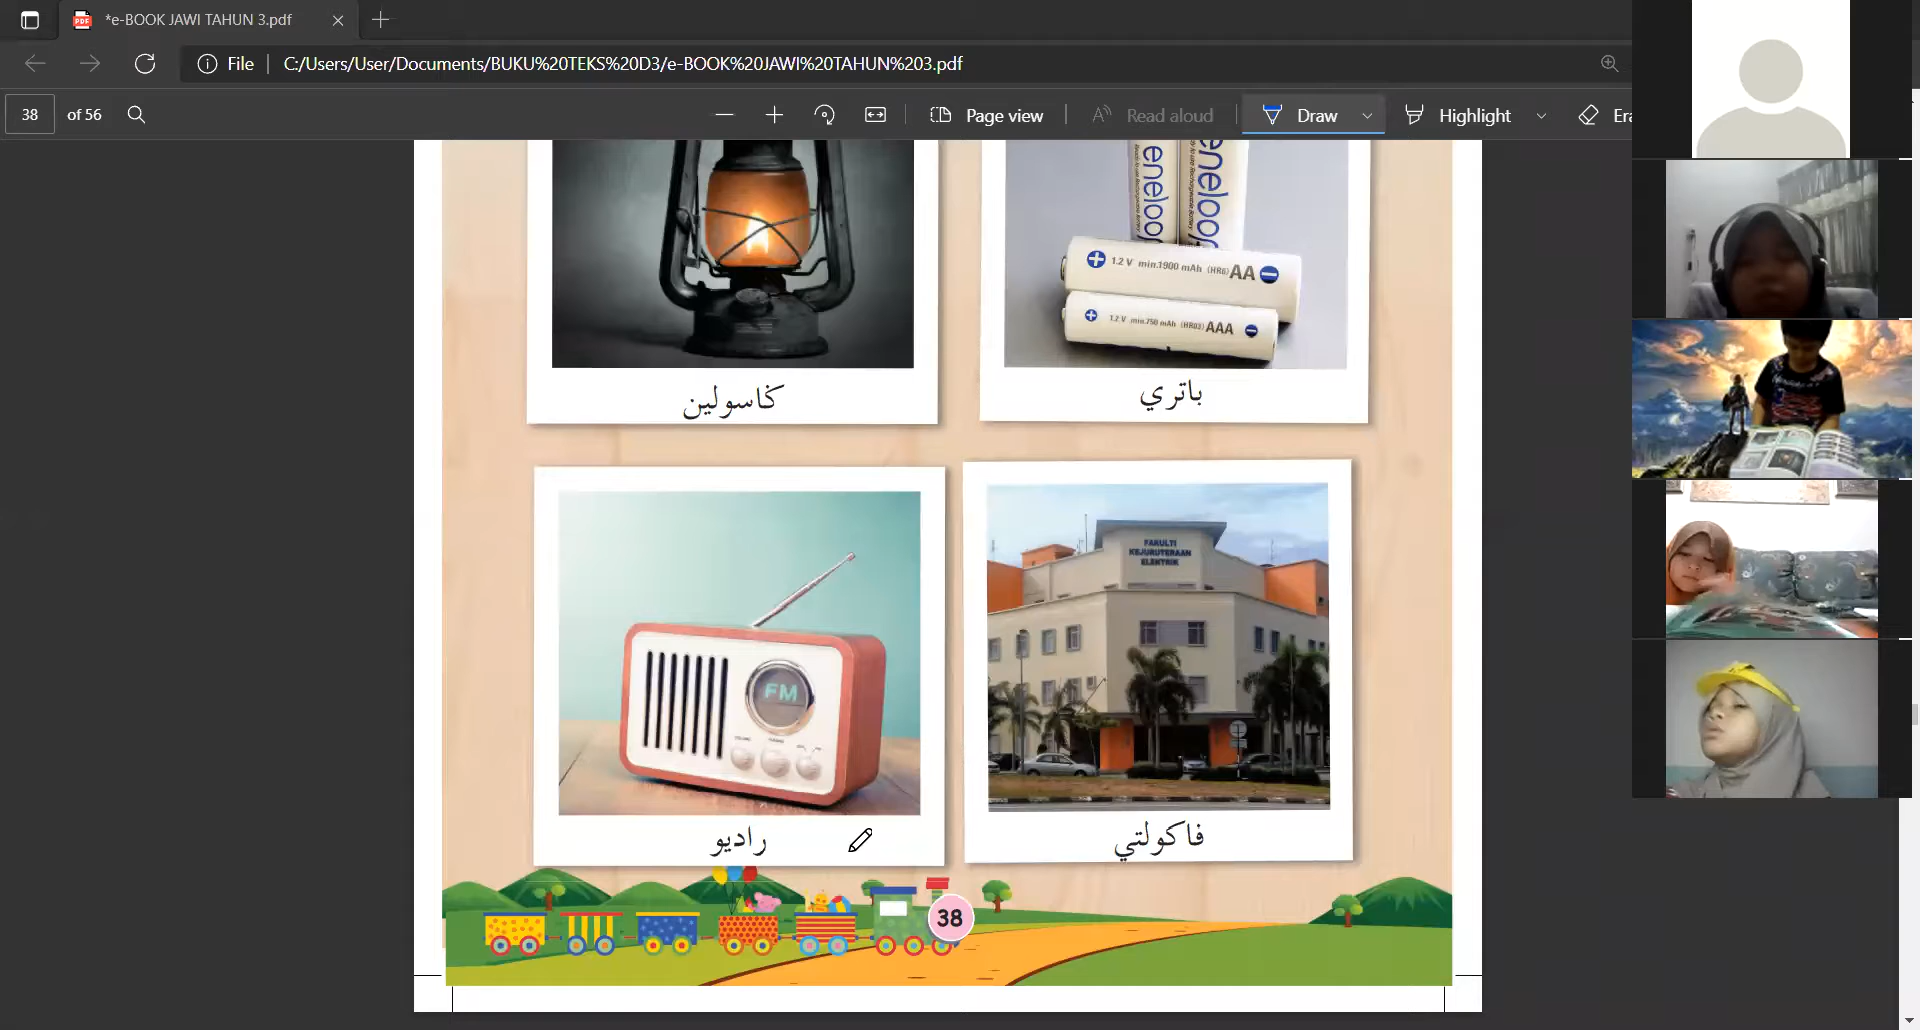 *e-BOOK JAWI TAHUN 3.pdf
File
C:/Users/User/Documents/BUKU%20TEKS%20D3/e-BOOK%20JAWI%20TAHUN%203.pdf
38 of 56
Page view
Read aloud
Draw
Highlight
Era
eneloop
eneloop
1.2 V min.1900 mAh (HR6) AA
1.2 V min.750 mAh (HR03) AAA
ݢاسولين
باتري
FAKULTI
KEJURUTERAAN
ELEKTRIK
FM
راديو
فاكولتي
38